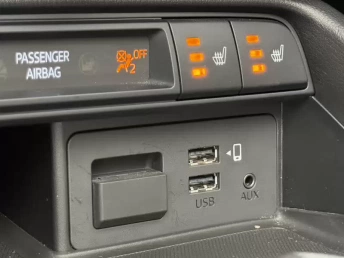 PASSENGER
AIRBAG
OFF
2
USB
AUX